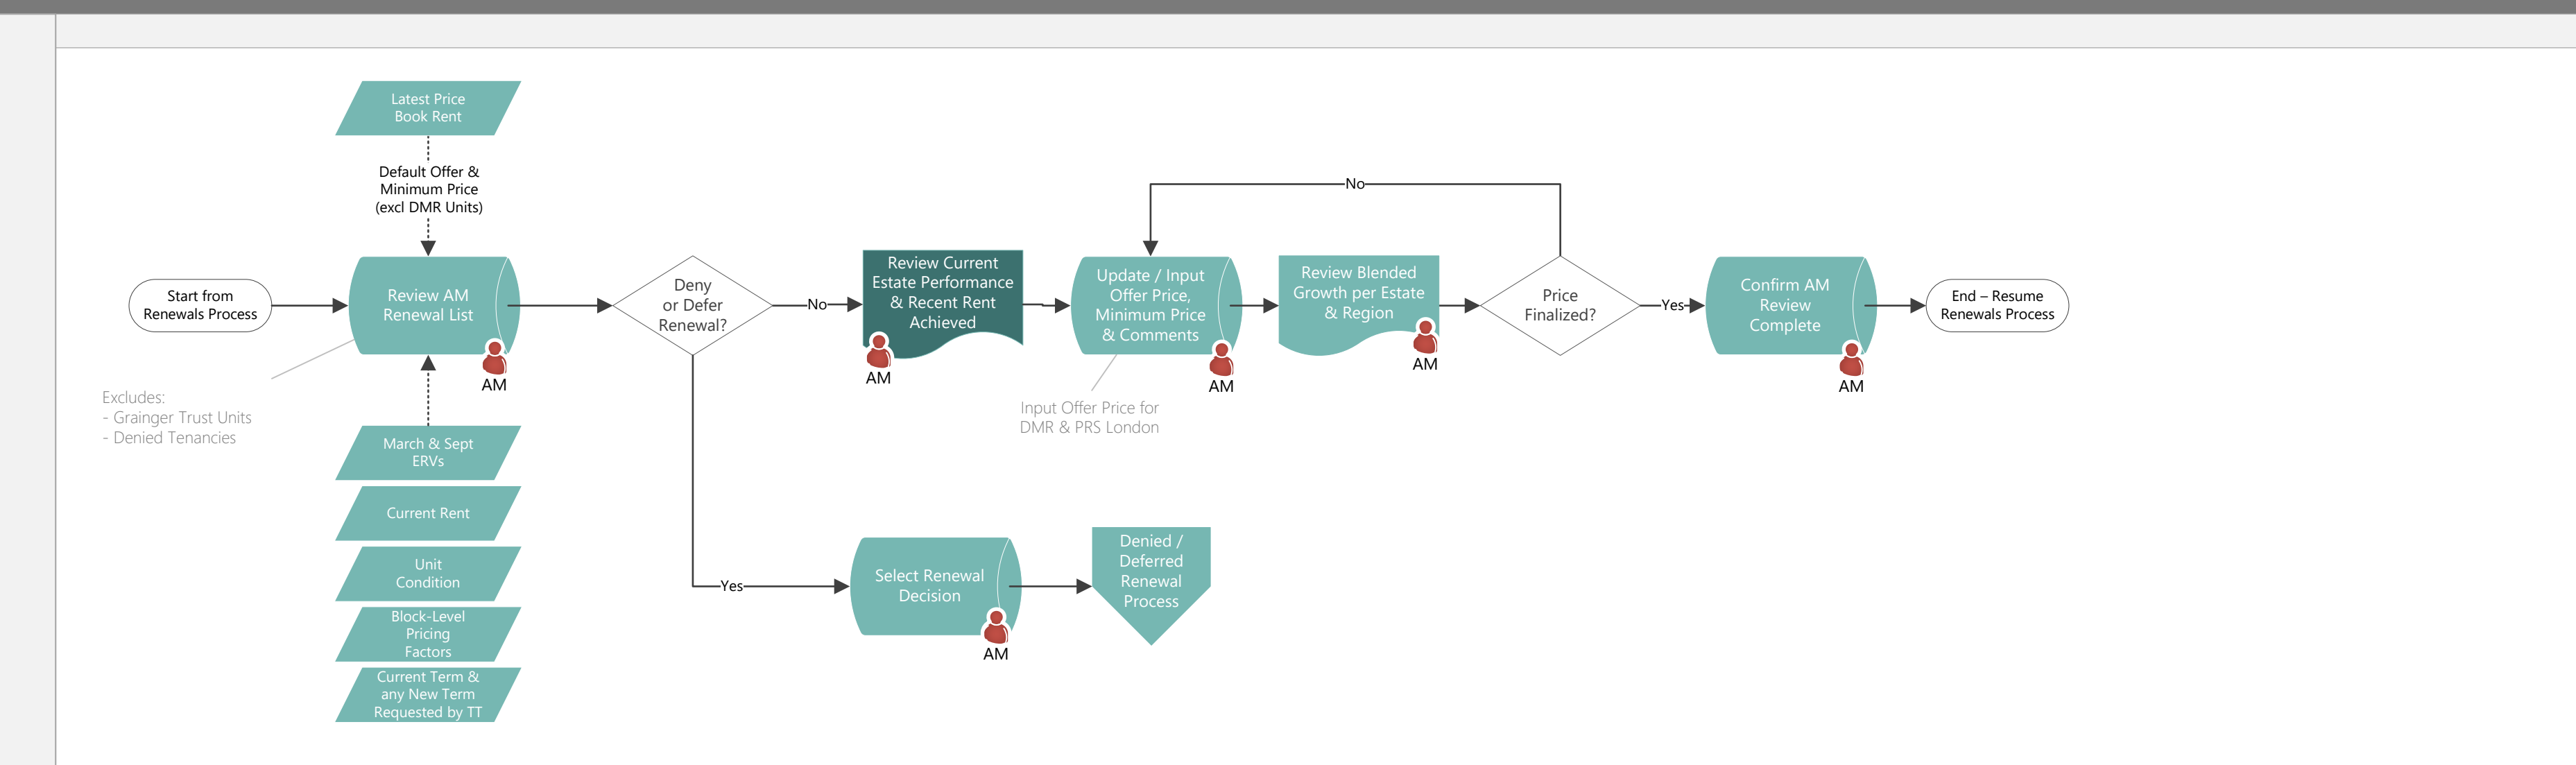 Latest Price
Book Rent
Default Offer &
Minimum Price
(excl DMR Units)
Start from
Renewals Process
Review AM
Renewal List
AM
Excludes:
- Grainger Trust Units
- Denied Tenancies
March & Sept
ERVs
Current Rent
Unit
Condition
Block-Level
Pricing
Factors
Current Term &
any New Term
Requested by TT
Deny
or Defer
Renewal?
No
Review Current
Estate Performance
& Recent Rent
Achieved
AM
Update / Input
Offer Price,
Minimum Price
& Comments
AM
Input Offer Price for
DMR & PRS London
Review Blended
Growth per Estate
& Region
AM
Price
Finalized?
No
Yes
Confirm AM
Review
Complete
AM
End – Resume
Renewals Process
Yes
Select Renewal
Decision
AM
Denied /
Deferred
Renewal
Process